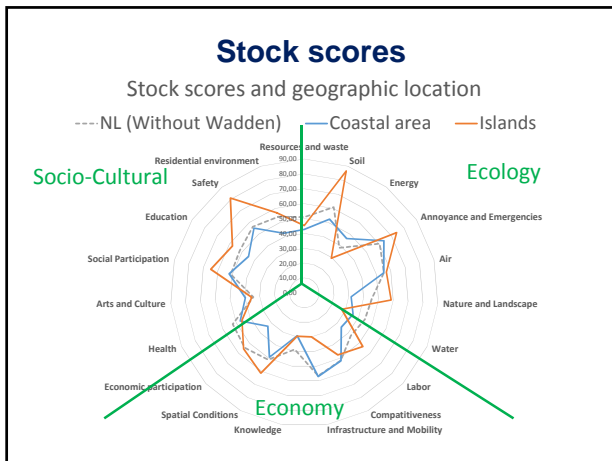 Stock scores
Stock scores and geographic location
NL (Without Wadden) Coastal area Islands
Resources and waste
Residential environment
Soil
Socio-Cultural
Ecology
Safety
Energy
Education
Annoyance and Emergencies
Social Participation
Air
Arts and Culture
Nature and Landscape
Health
Water
Economic participation
Labor
Spatial Conditions
Compatitiveness
Knowledge
Infrastructure and Mobility
Economy
90,00
80,00
70,00
60,00
50,00
40,00
30,00
20,00
10,00
0,00